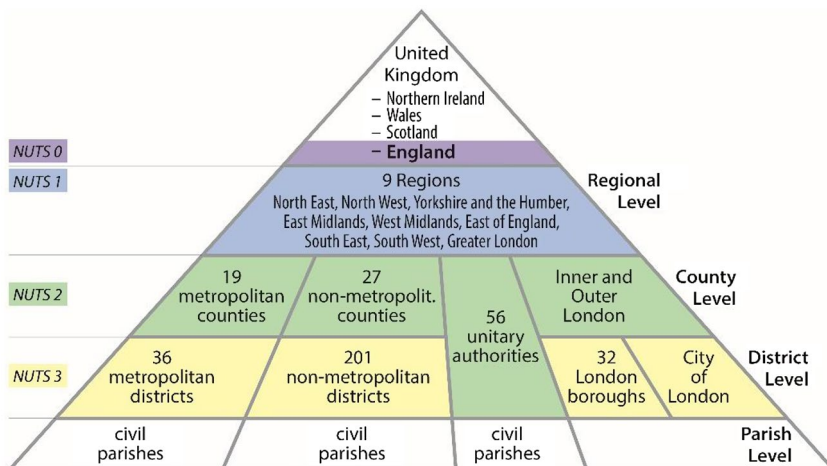 United
Kingdom
– Northern Ireland
– Wales
– Scotland
NUTS 0
– England
NUTS 1
9 Regions
North East, North West, Yorkshire and the Humber,
East Midlands, West Midlands, East of England,
South East, South West, Greater London
Regional
Level
NUTS 2
19
metropolitan
counties
27
non-metropolit.
counties
56
unitary
authorities
Inner and
Outer
London
County
Level
NUTS 3
36
metropolitan
districts
201
non-metropolitan
districts
32
London
boroughs
City
of
London
District
Level
civil
parishes
civil
parishes
civil
parishes
Parish
Level